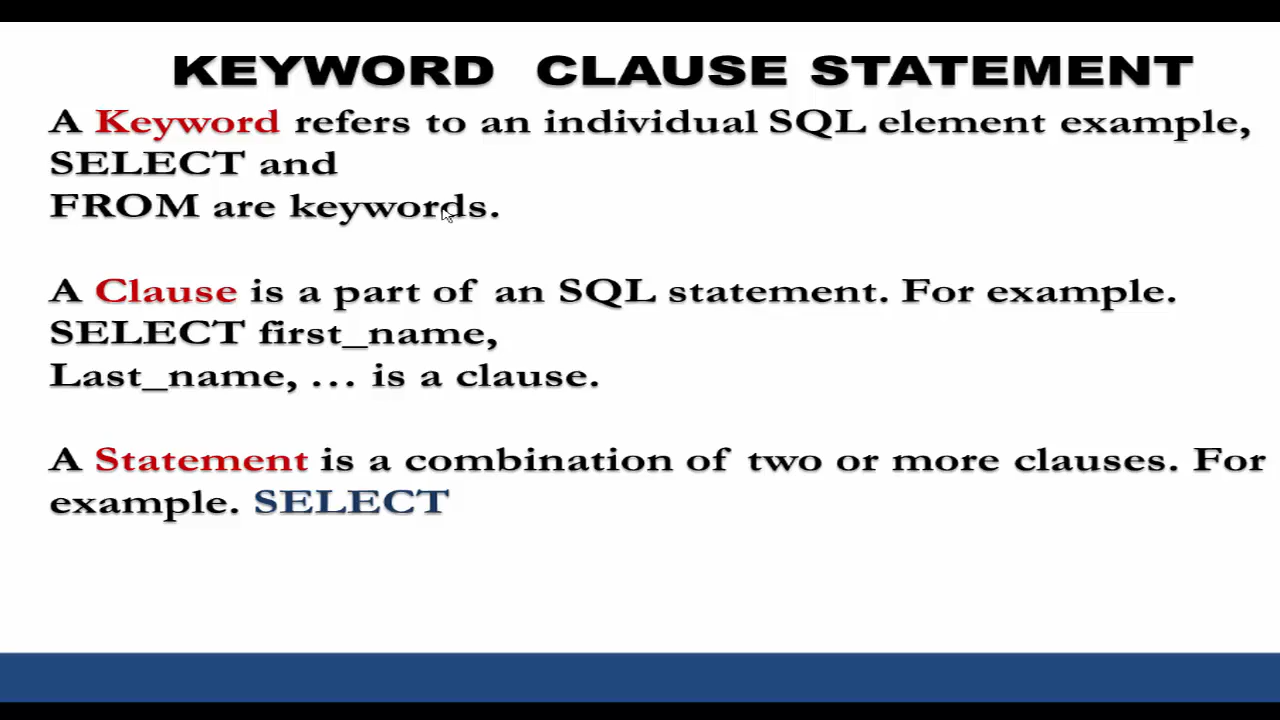 KEYWORD CLAUSE STATEMENT
A Keyword refers to an individual SQL element example,
SELECT and
FROM are keywords.
A Clause is a part of an SQL statement. For example.
SELECT first_name,
Last_name, … is a clause.
A Statement is a combination of two or more clauses. For
example. SELECT